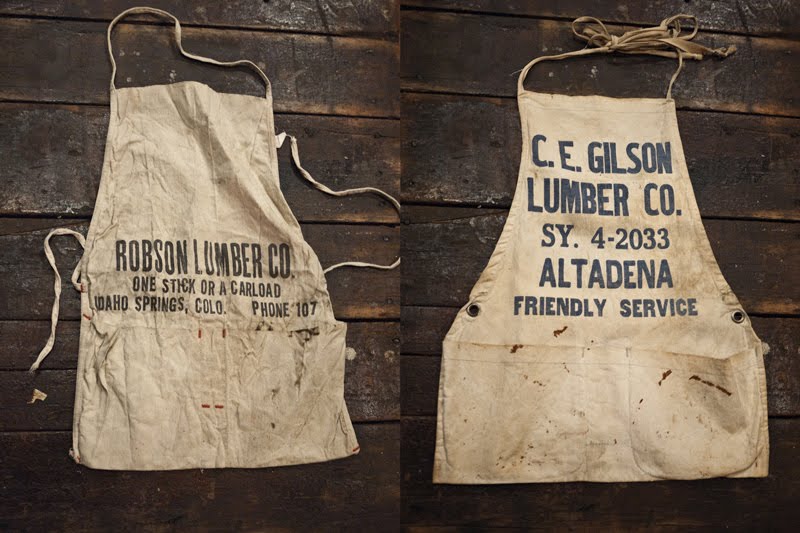 ROBSON LUMBER CO.
ONE STICK OR A CARLOAD
IDAHO SPRINGS, COLO. PHONE 107
C. E. GILSON
LUMBER CO.
SY. 4-2033
ALTADENA
FRIENDLY SERVICE